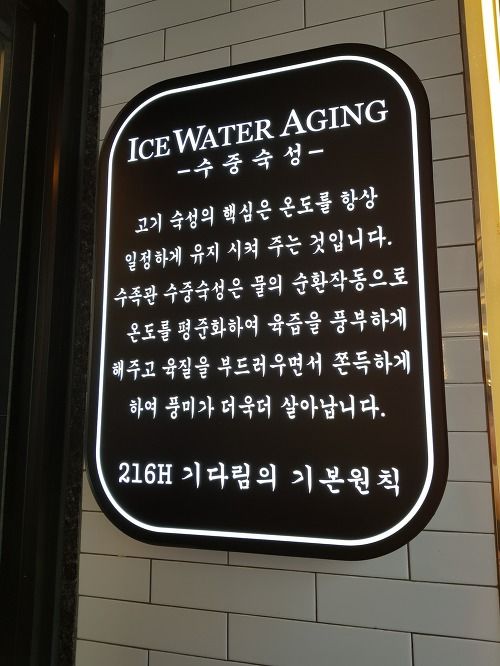 ICE WATER AGING
-수중숙성-
고기 숙성의 핵심은 온도를 항상
일정하게 유지 시켜 주는 것입니다.
수족관 수중숙성은 물의 순환작동으로
온도를 평준화하여 육즙을 풍부하게
해주고 육질을 부드러우면서 쫀득하게
하여 풍미가 더욱더 살아납니다.
216H 기다림의 기본원칙